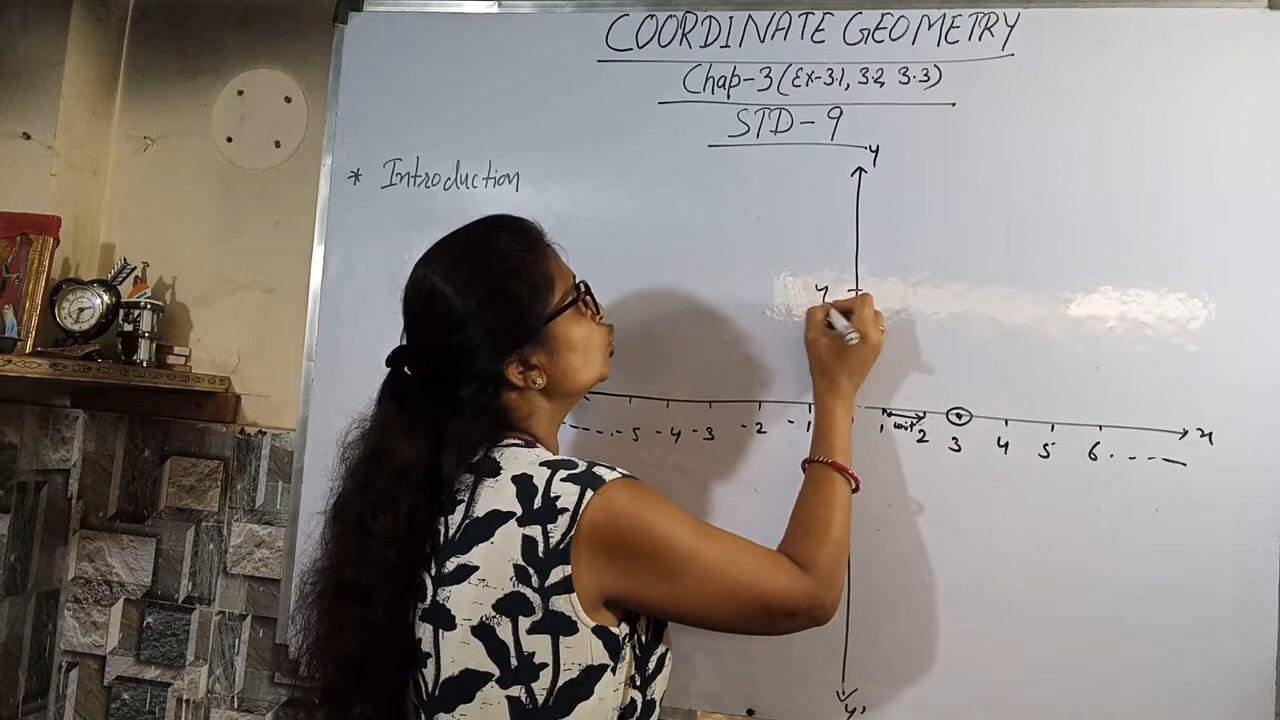 COORDINATE GEOMETRY
Chap-3 (Ex-3.1, 3.2, 3.3)
STD-9
* Introduction
y
-5 -4 -3 -2 -1 1 unit 2 3 4 5 6 .---
x
y'